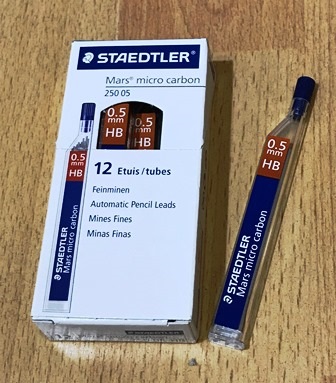 STAEDTLER®
Mars® micro carbon
250 05
0.5
mm
HB
0.5
mm
HB
12 Etuis/tubes
Feinminen
Automatic Pencil Leads
Mines Fines
Minas Finas
0.5
mm
HB
STAEDTLER
Mars micro carbon
STAEDTLER
0.5
mm
HB
STAEDTLER
Mars micro carbon